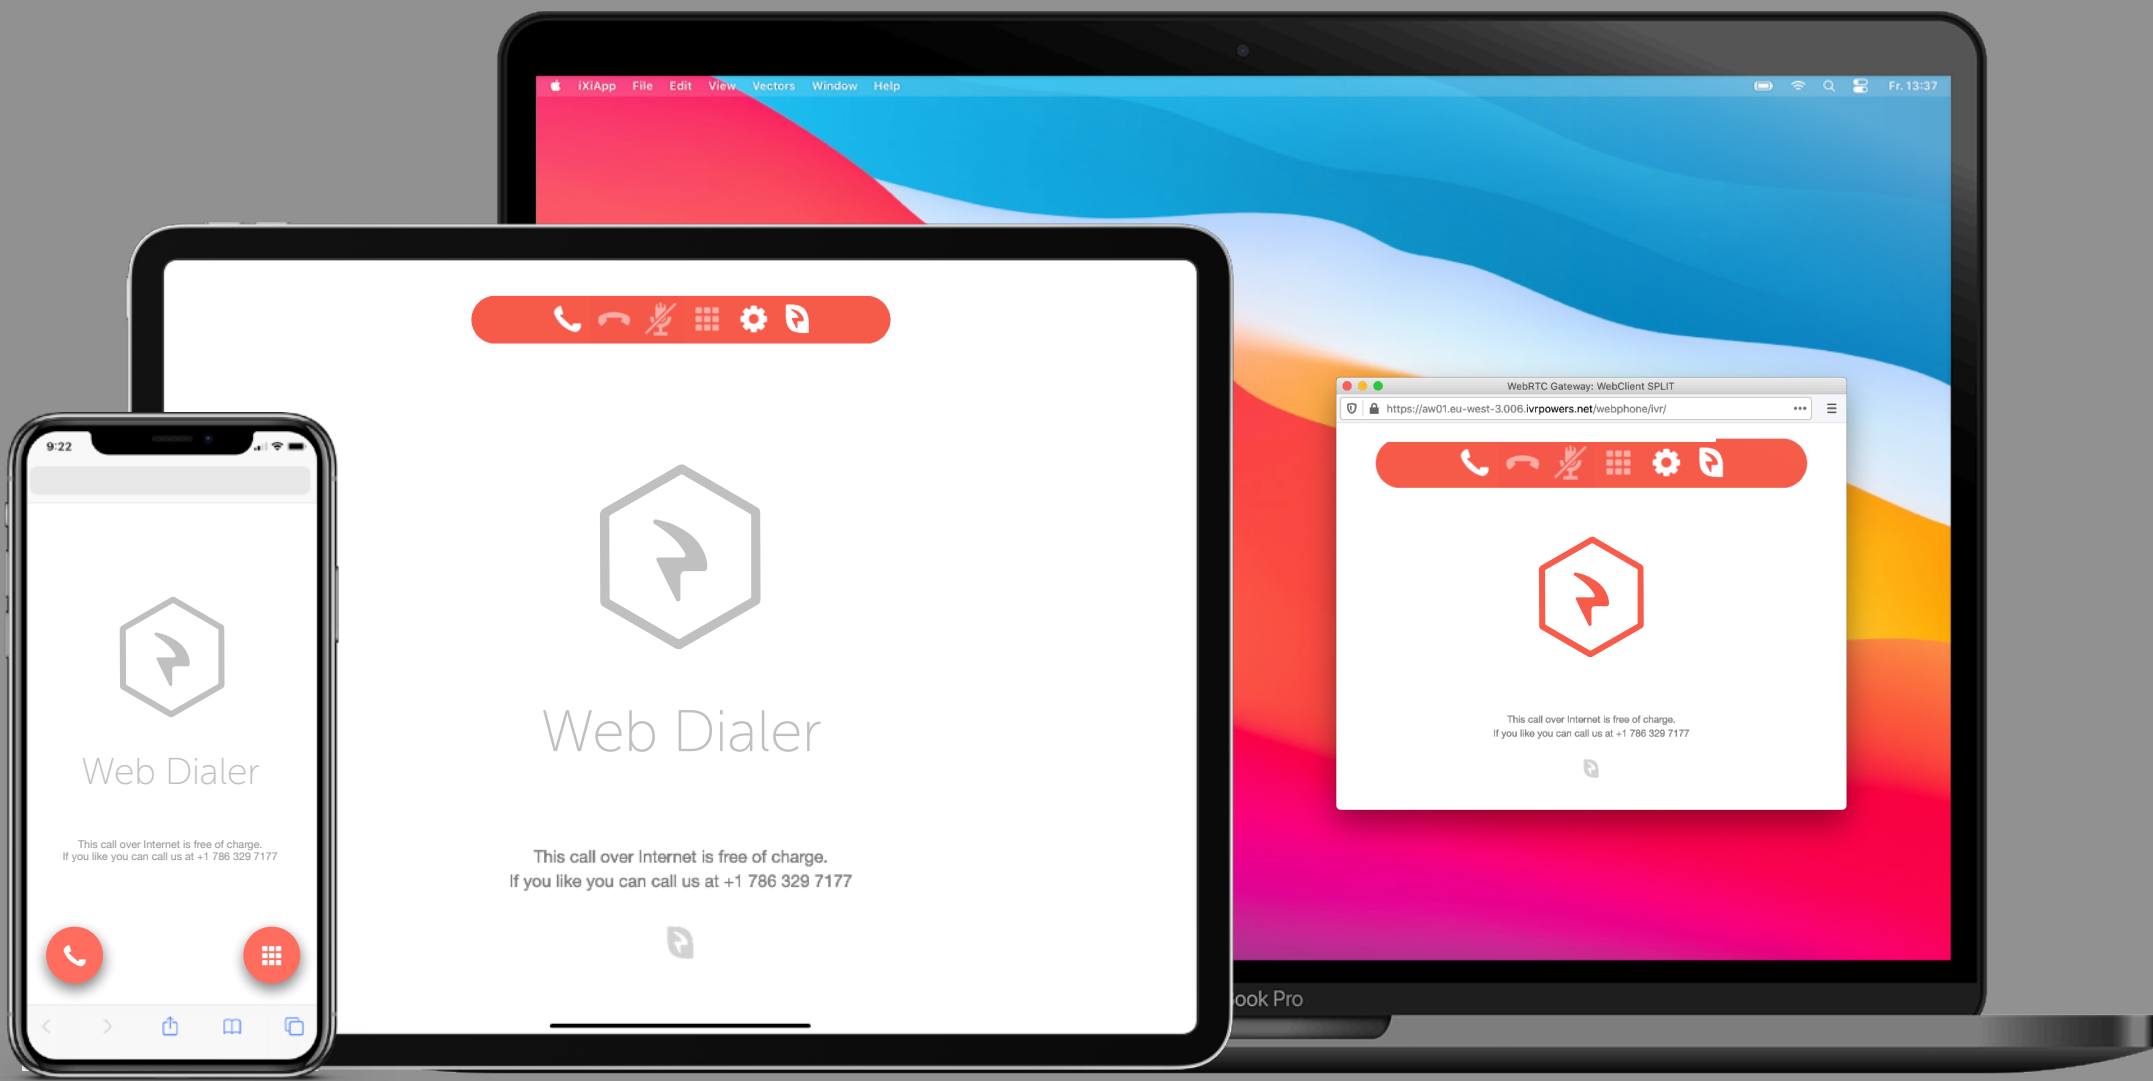 iXiApp File Edit View Vectors Window Help Fr. 13:37
WebRTC Gateway: WebClient SPLIT
https://aw01.eu-west-3.006.ivrpowers.net/webphone/ivr/
This call over Internet is free of charge.
If you like you can call us at +1 786 329 7177
ook Pro
Web Dialer
This call over Internet is free of charge.
If you like you can call us at +1 786 329 7177
9:22
Web Dialer
This call over Internet is free of charge.
If you like you can call us at +1 786 329 7177